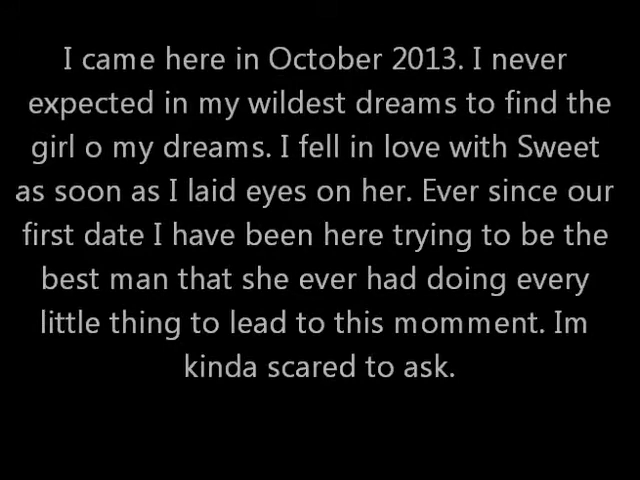 I came here in October 2013. I never
expected in my wildest dreams to find the
girl o my dreams. I fell in love with Sweet
as soon as I laid eyes on her. Ever since our
first date I have been here trying to be the
best man that she ever had doing every
little thing to lead to this momment. Im
kinda scared to ask.